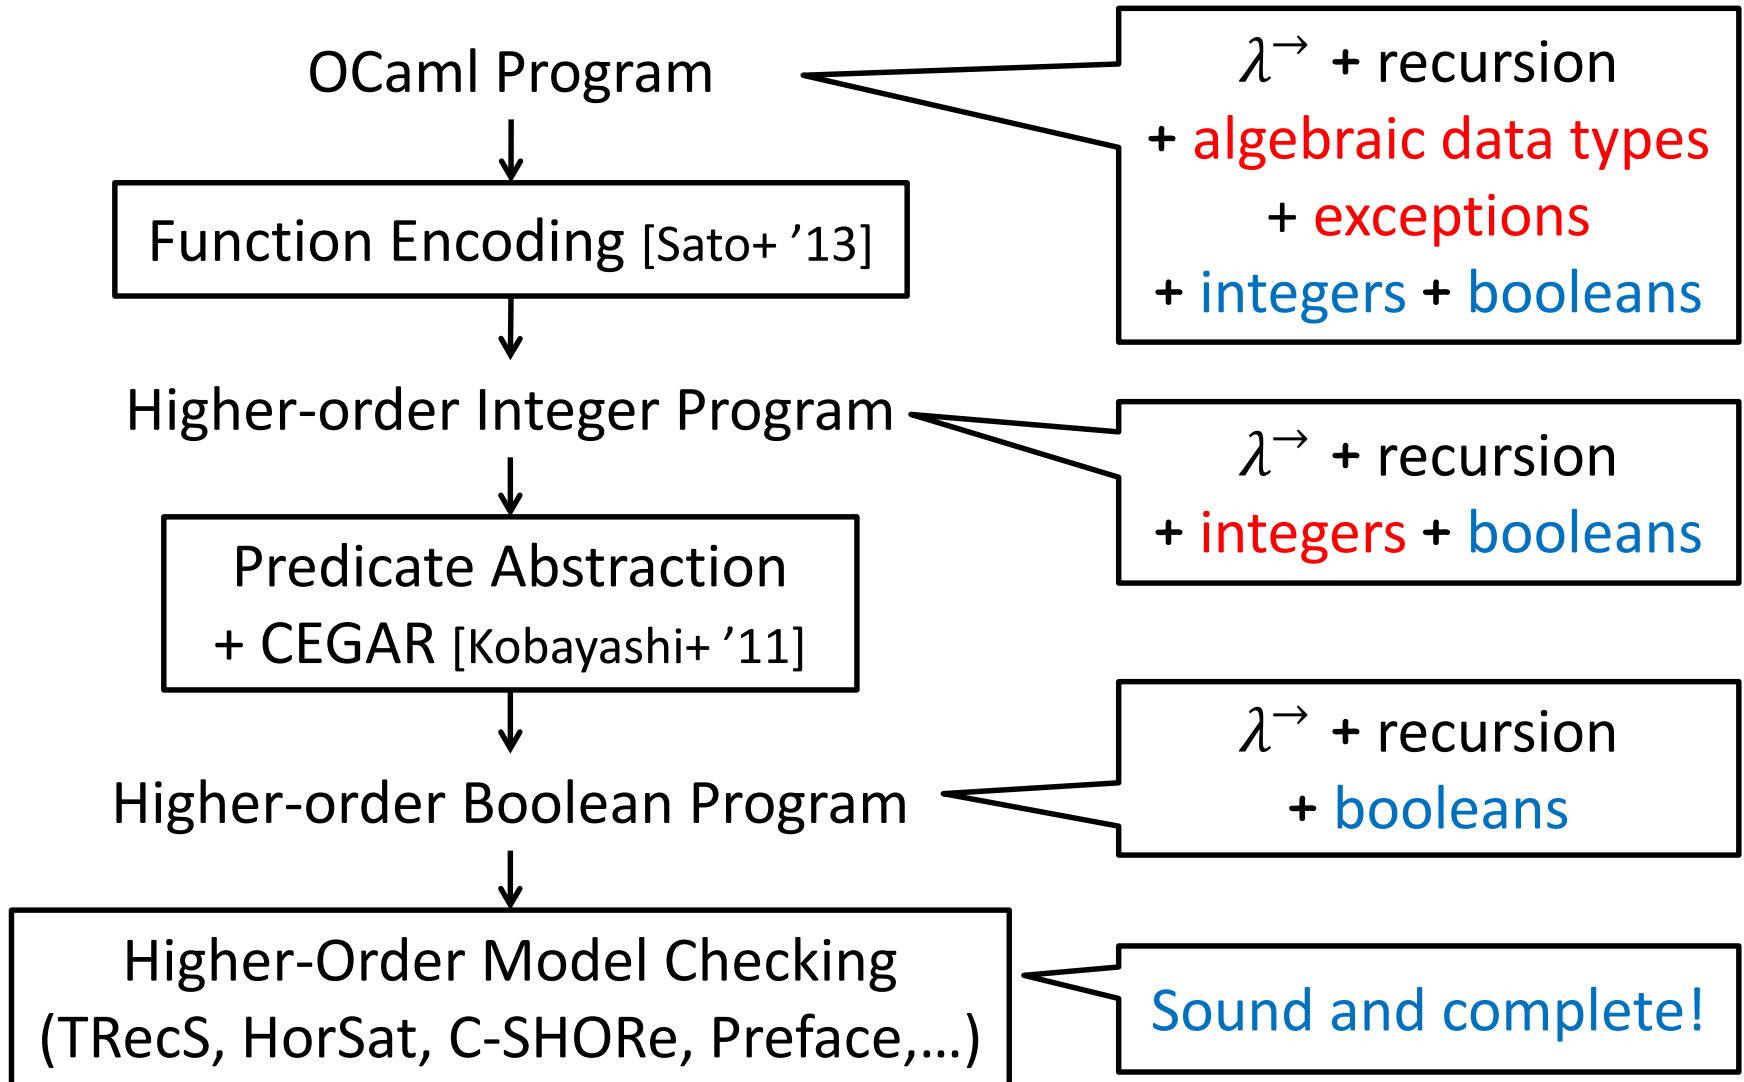 OCaml Program
λ→ + recursion
+ algebraic data types
+ exceptions
+ integers + booleans
Function Encoding [Sato+ ’13]
Higher-order Integer Program
λ→ + recursion
+ integers + booleans
Predicate Abstraction
+ CEGAR [Kobayashi+ ’11]
Higher-order Boolean Program
λ→ + recursion
+ booleans
Higher-Order Model Checking
(TRecS, HorSat, C-SHORe, Preface,...)
Sound and complete!